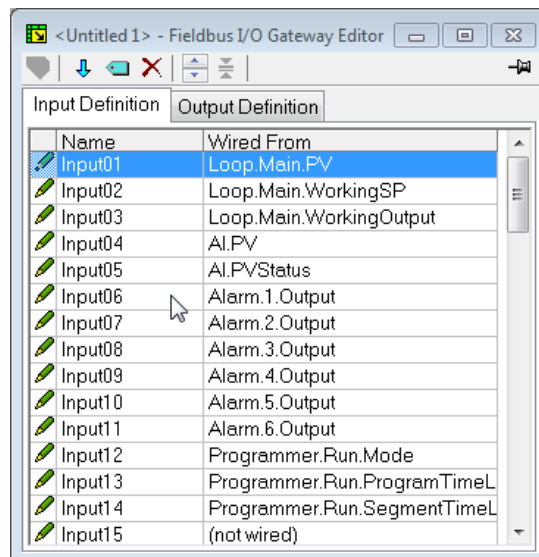 <Untitled 1> - Fieldbus I/O Gateway Editor
Input Definition Output Definition
Name Wired From
Input01 Loop.Main.PV
Input02 Loop.Main.WorkingSP
Input03 Loop.Main.WorkingOutput
Input04 AI.PV
Input05 AI.PVStatus
Input06 Alarm.1.Output
Input07 Alarm.2.Output
Input08 Alarm.3.Output
Input09 Alarm.4.Output
Input10 Alarm.5.Output
Input11 Alarm.6.Output
Input12 Programmer.Run.Mode
Input13 Programmer.Run.ProgramTimeL
Input14 Programmer.Run.SegmentTimeL
Input15 (not wired)